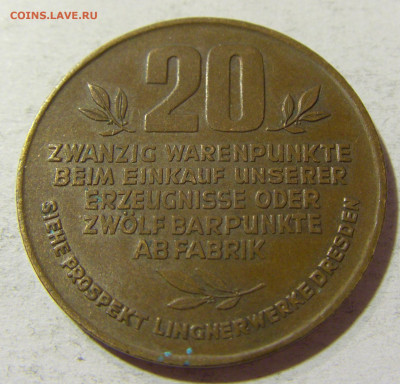 COINS.LAVE.RU
20
ZWANZIG WARENPUNKTE
BEIM EINKAUF UNSERER
ERZEUGNISSE ODER
ZWÖLF BARPUNKTE
AB FABRIK
SIEHE PROSPEKT LINGNERWERKE DRESDEN